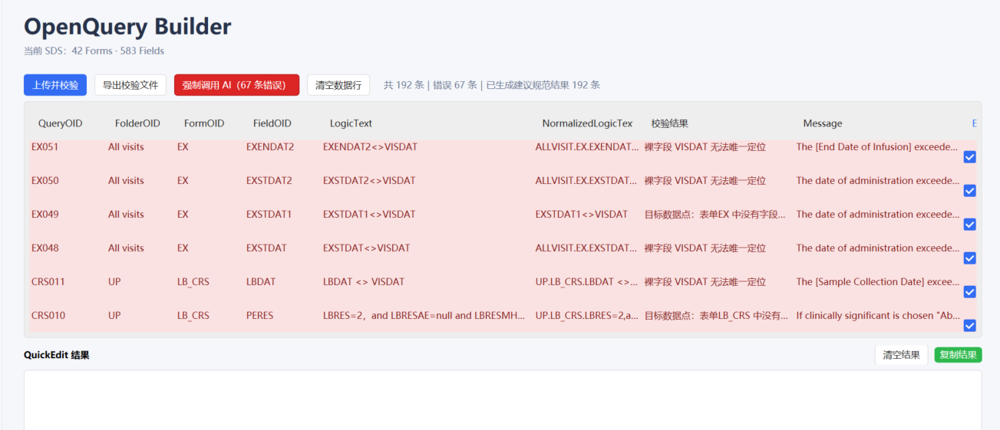 OpenQuery Builder
当前 SDS：42 Forms · 583 Fields
上传并校验 导出校验文件 强制调用 AI（67 条错误） 清空数据行 共 192 条 | 错误 67 条 | 已生成建议规范结果 192 条
QueryOID FolderOID FormOID FieldOID LogicText NormalizedLogicTex 校验结果 Message E
EX051 All visits EX EXENDAT2 EXENDAT2<>VISDAT ALLVISIT.EX.EXENDAT... 裸字段 VISDAT 无法唯一定位 The [End Date of Infusion] exceede...
EX050 All visits EX EXSTDAT2 EXSTDAT2<>VISDAT ALLVISIT.EX.EXSTDAT... 裸字段 VISDAT 无法唯一定位 The date of administration exceede...
EX049 All visits EX EXSTDAT1 EXSTDAT1<>VISDAT EXSTDAT1<>VISDAT 目标数据点：表单EX 中没有字段... The date of administration exceede...
EX048 All visits EX EXSTDAT EXSTDAT<>VISDAT ALLVISIT.EX.EXSTDAT... 裸字段 VISDAT 无法唯一定位 The date of administration exceede...
CRS011 UP LB_CRS LBDAT LBDAT <> VISDAT UP.LB_CRS.LBDAT <>... 裸字段 VISDAT 无法唯一定位 The [Sample Collection Date] excee...
CRS010 UP LB_CRS PERES LBRES=2，and LBRESAE=null and LBRESMH... UP.LB_CRS.LBRES=2,a... 目标数据点：表单LB_CRS 中没有... If clinically significant is chosen "Ab...
QuickEdit 结果 清空结果 复制结果